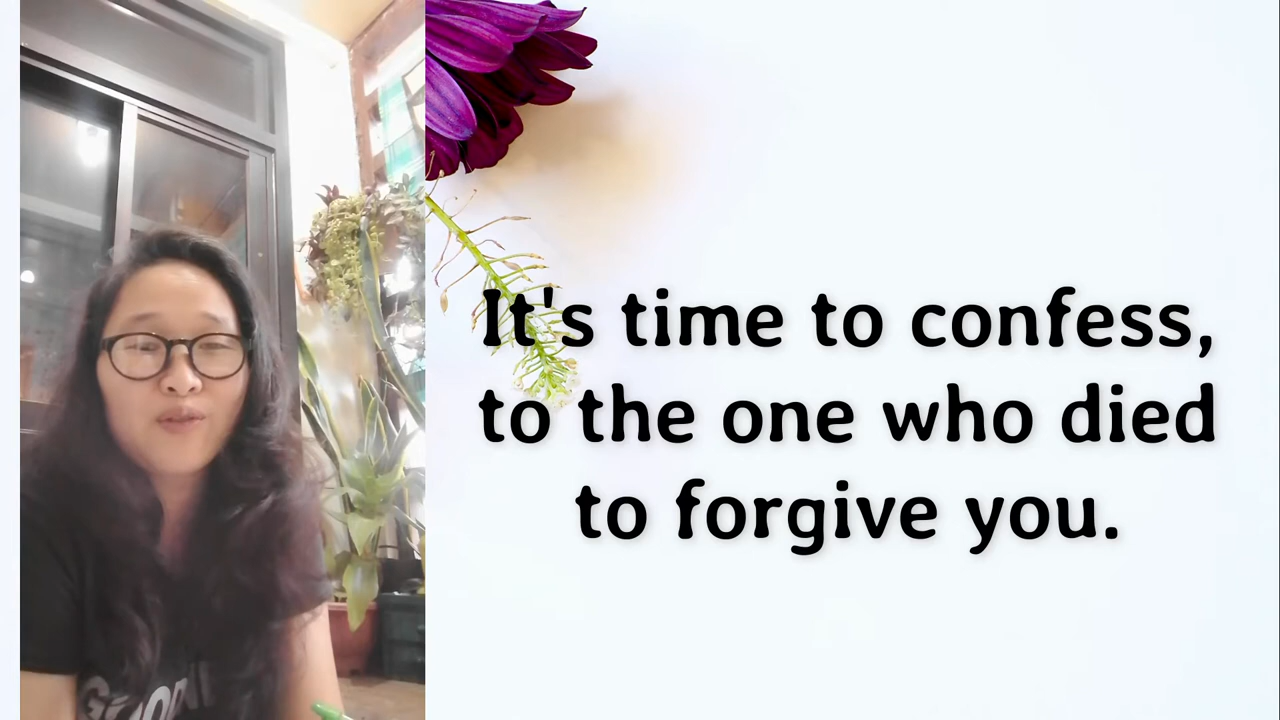 It's time to confess,
to the one who died
to forgive you.